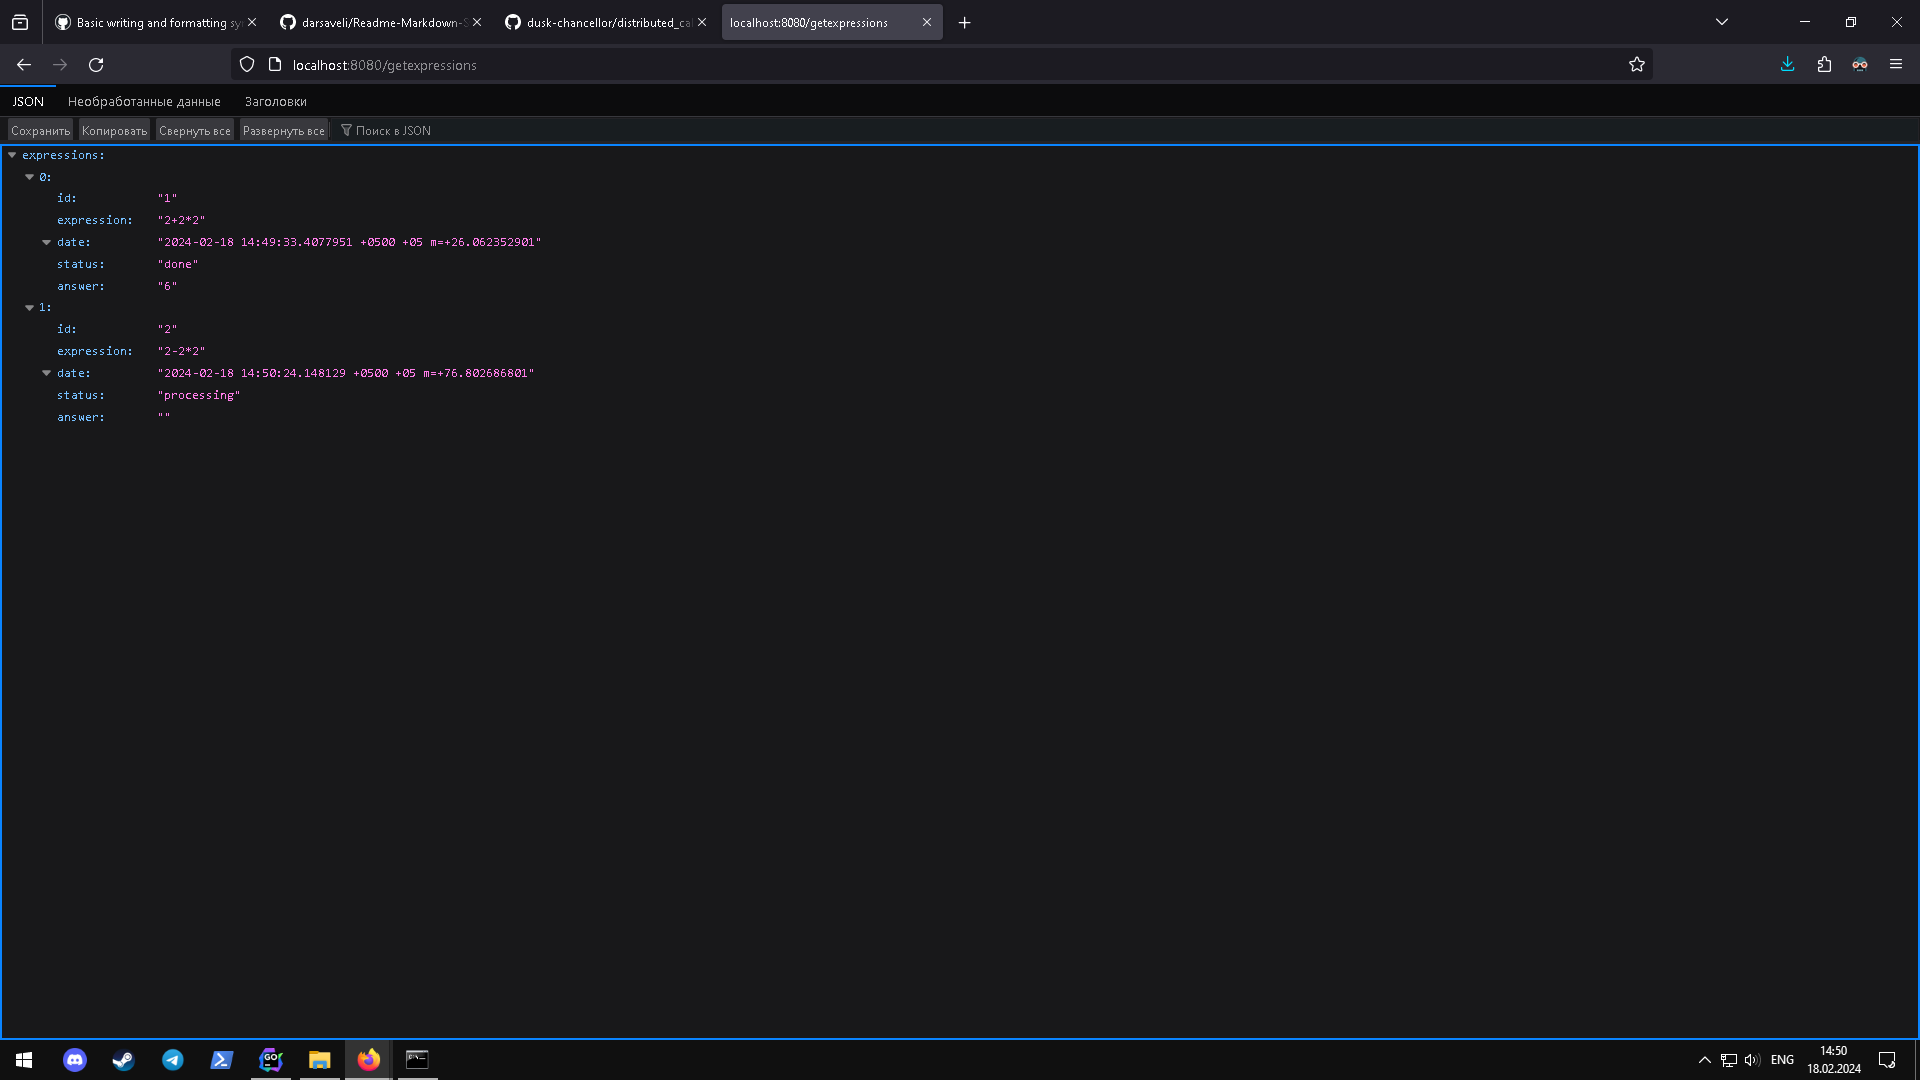 Basic writing and formatting sy
darsaveli/Readme-Markdown-S
dusk-chancellor/distributed_cal
localhost:8080/getexpressions
localhost:8080/getexpressions
JSON Необработанные данные Заголовки
Сохранить Копировать Свернуть все Развернуть все Поиск в JSON
expressions:
0:
id: "1"
expression: "2+2*2"
date: "2024-02-18 14:49:33.4077951 +0500 +05 m=+26.062352901"
status: "done"
answer: "6"
1:
id: "2"
expression: "2-2*2"
date: "2024-02-18 14:50:24.148129 +0500 +05 m=+76.802686801"
status: "processing"
answer: ""
GO
ENG
14:50
18.02.2024